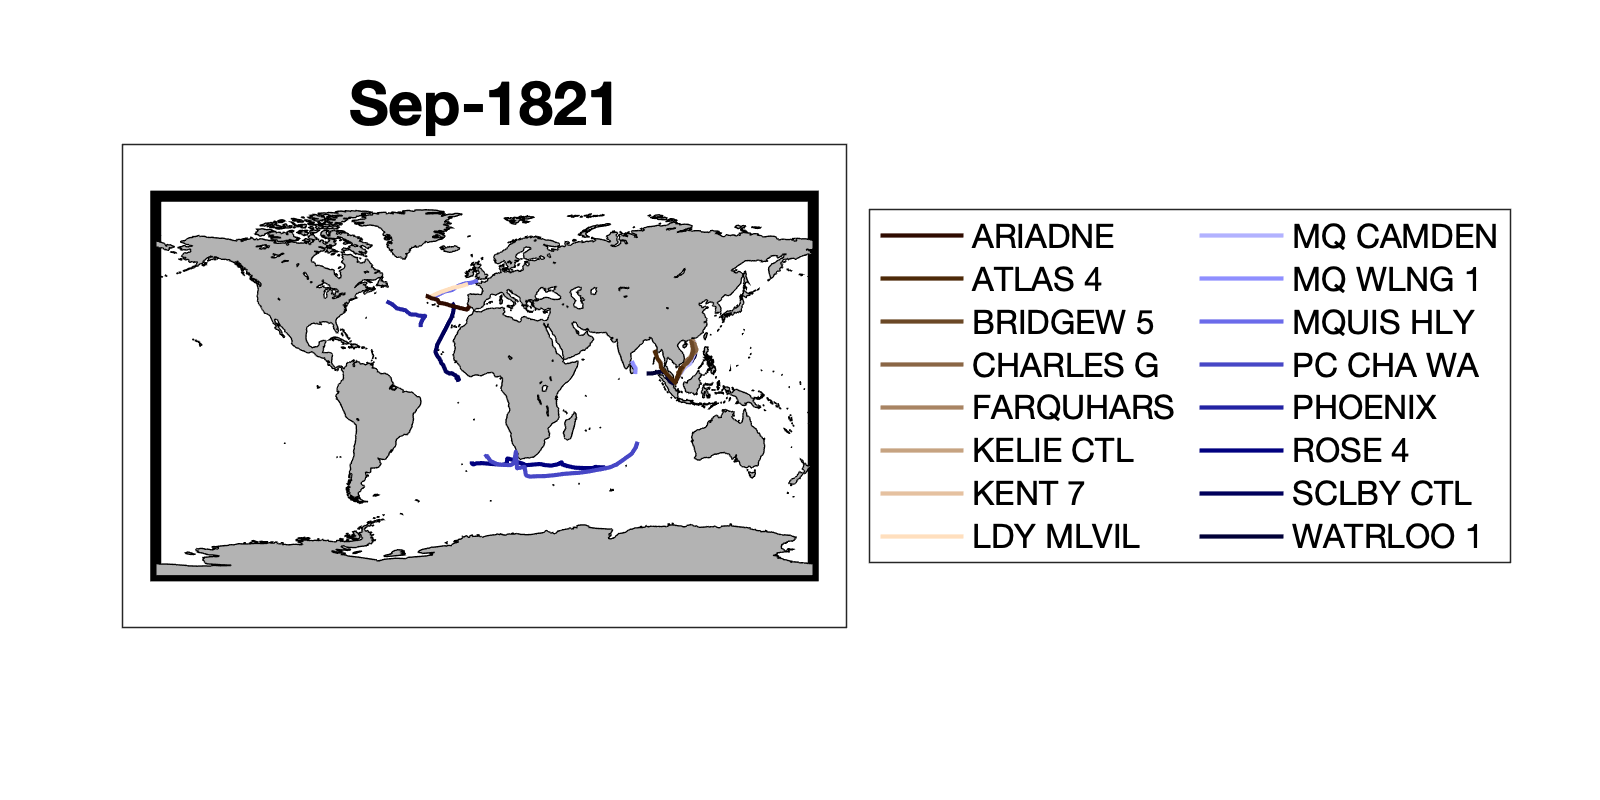 Sep-1821
ARIADNE
ATLAS 4
BRIDGEW 5
CHARLES G
FARQUHARS
KELIE CTL
KENT 7
LDY MLVIL
MQ CAMDEN
MQ WLNG 1
MQUIS HLY
PC CHA WA
PHOENIX
ROSE 4
SCLBY CTL
WATRLOO 1